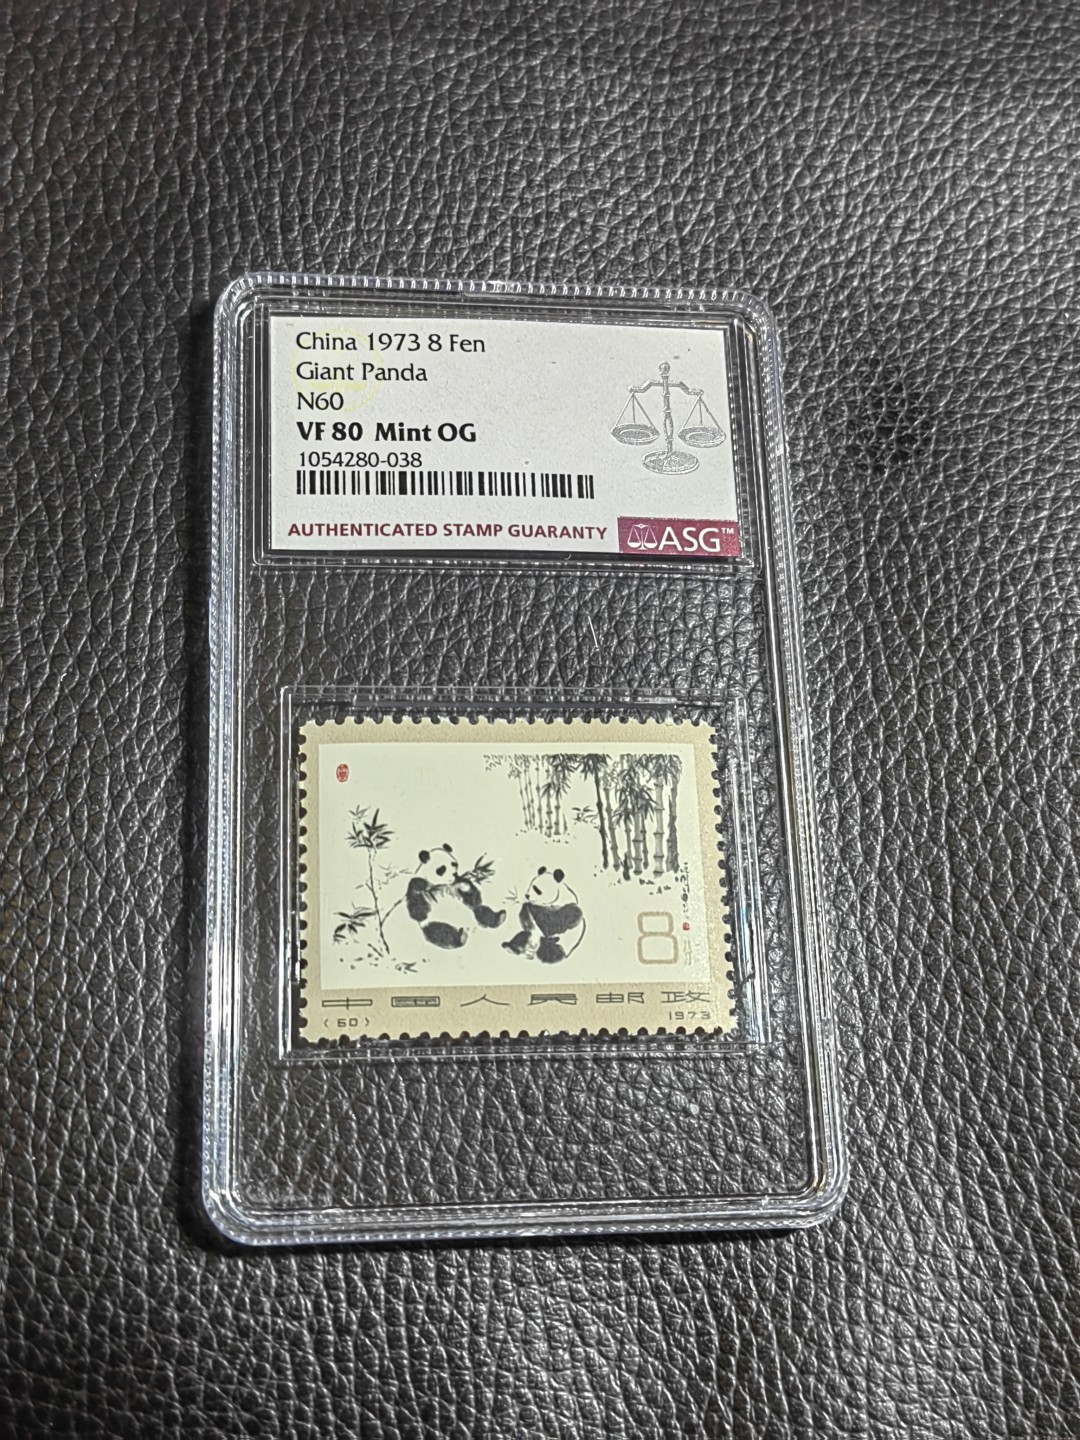 China 1973 8 Fen
Giant Panda
N60
VF 80 Mint OG
1054280-038
AUTHENTICATED STAMP GUARANTY ASG™
8
中国人民邮政
(60) 1973